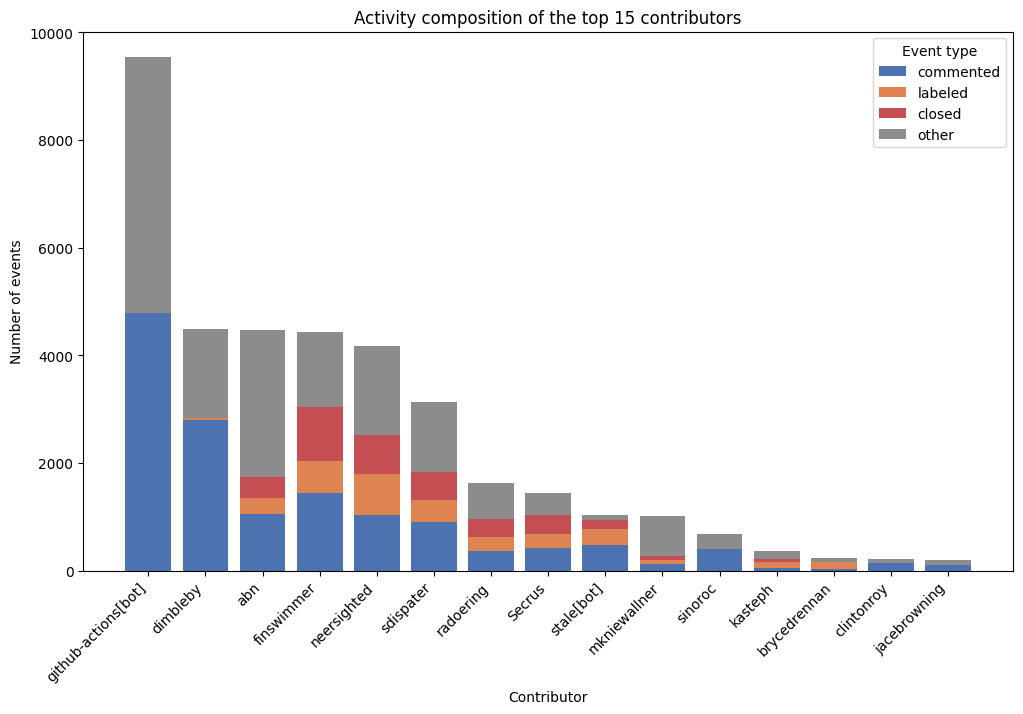 Activity composition of the top 15 contributors
Number of events
10000
8000
6000
4000
2000
0
Event type
commented
labeled
closed
other
github-actions[bot]
dimbleby
abn
finswimmer
neersighted
sdispater
radoering
Secrus
stale[bot]
mkniewallner
sinoroc
kasteph
brycedrennan
clintonroy
jacebrowning
Contributor